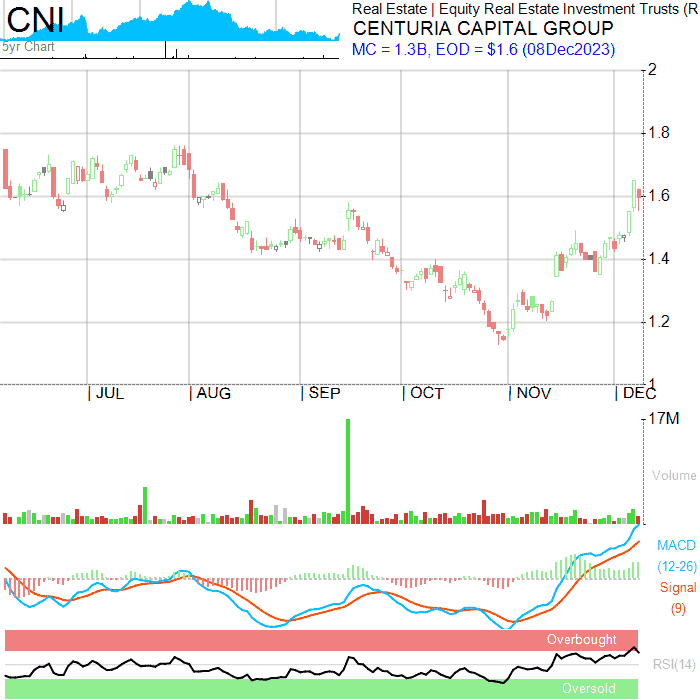 CNI
5yr Chart
Real Estate | Equity Real Estate Investment Trusts (R
CENTURIA CAPITAL GROUP
MC = 1.3B, EOD = $1.6 (08Dec2023)
2
1.8
1.6
1.4
1.2
1
JUL AUG SEP OCT NOV DEC
17M
Volume
MACD
(12-26)
Signal
(9)
Overbought
RSI(14)
Oversold